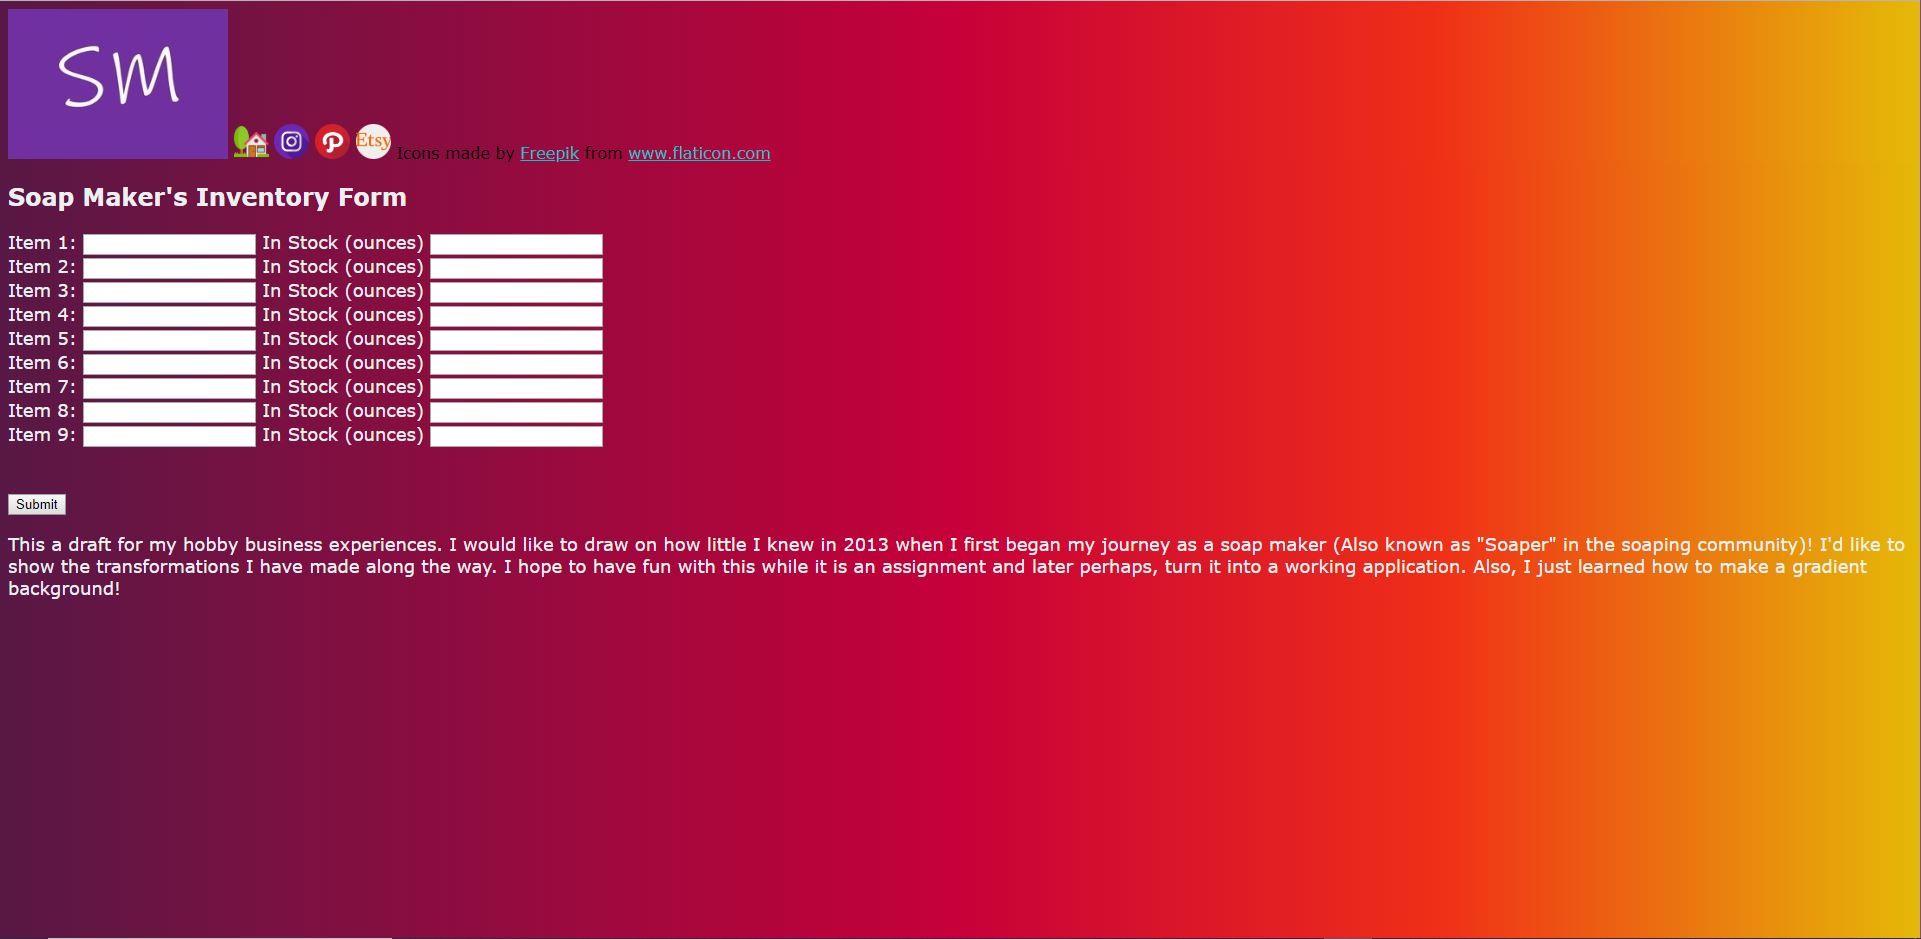 SM
Etsy Icons made by Freepik from www.flaticon.com
Soap Maker's Inventory Form
Item 1: In Stock (ounces)
Item 2: In Stock (ounces)
Item 3: In Stock (ounces)
Item 4: In Stock (ounces)
Item 5: In Stock (ounces)
Item 6: In Stock (ounces)
Item 7: In Stock (ounces)
Item 8: In Stock (ounces)
Item 9: In Stock (ounces)
Submit
This a draft for my hobby business experiences. I would like to draw on how little I knew in 2013 when I first began my journey as a soap maker (Also known as "Soaper" in the soaping community)! I'd like to
show the transformations I have made along the way. I hope to have fun with this while it is an assignment and later perhaps, turn it into a working application. Also, I just learned how to make a gradient
background!